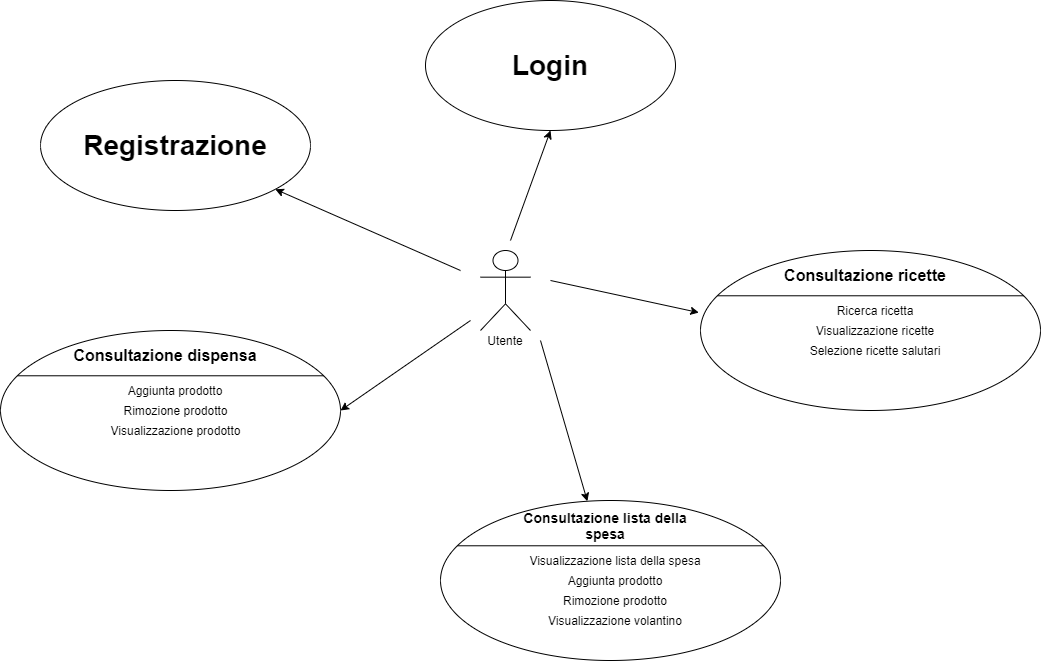 Login
Registrazione
Consultazione ricette
Ricerca ricetta
Visualizzazione ricette
Selezione ricette salutari
Utente
Consultazione dispensa
Aggiunta prodotto
Rimozione prodotto
Visualizzazione prodotto
Consultazione lista della
spesa
Visualizzazione lista della spesa
Aggiunta prodotto
Rimozione prodotto
Visualizzazione volantino